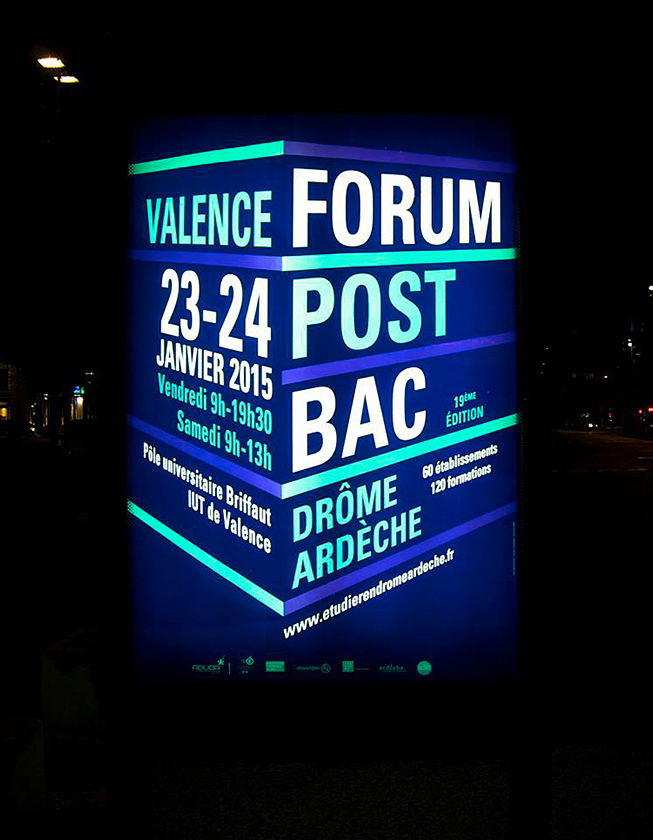 VALENCE
23-24
JANVIER 2015
Vendredi 9h-19h30
Samedi 9h-13h
Pôle universitaire Briffaut
IUT de Valence
FORUM
POST
BAC
19ÈME
ÉDITION
60 établissements
120 formations
DRÔME
ARDÈCHE
www.etudierendromeardeche.fr